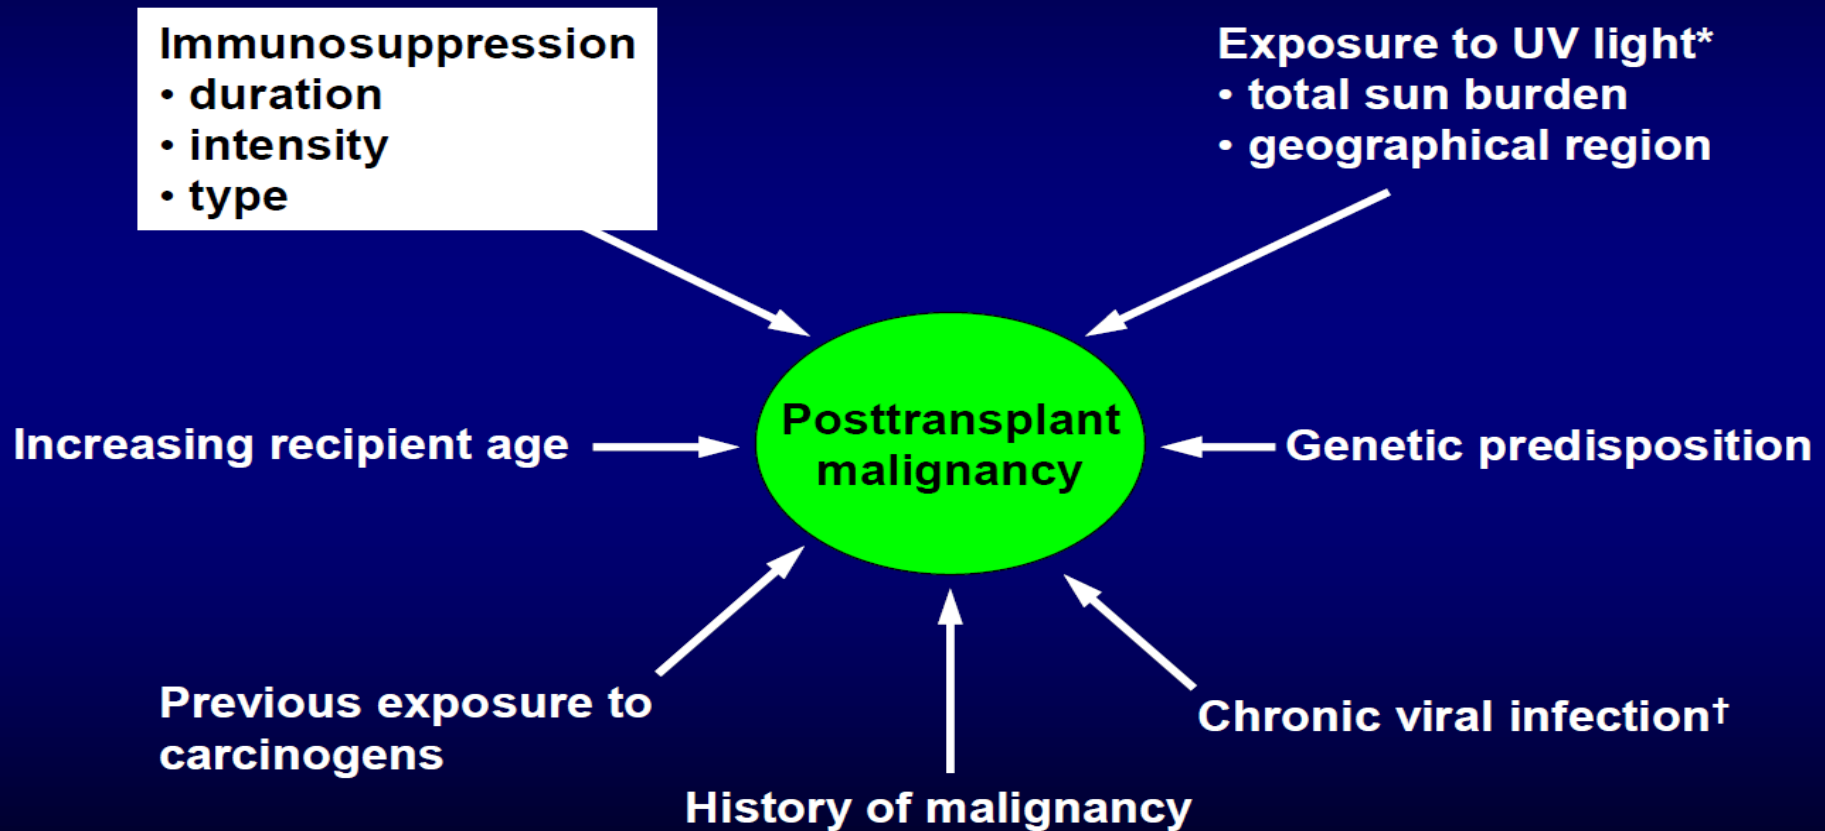 Immunosuppression
• duration
• intensity
• type
Exposure to UV light*
• total sun burden
• geographical region
Increasing recipient age
Posttransplant
malignancy
Genetic predisposition
Previous exposure to
carcinogens
History of malignancy
Chronic viral infection†